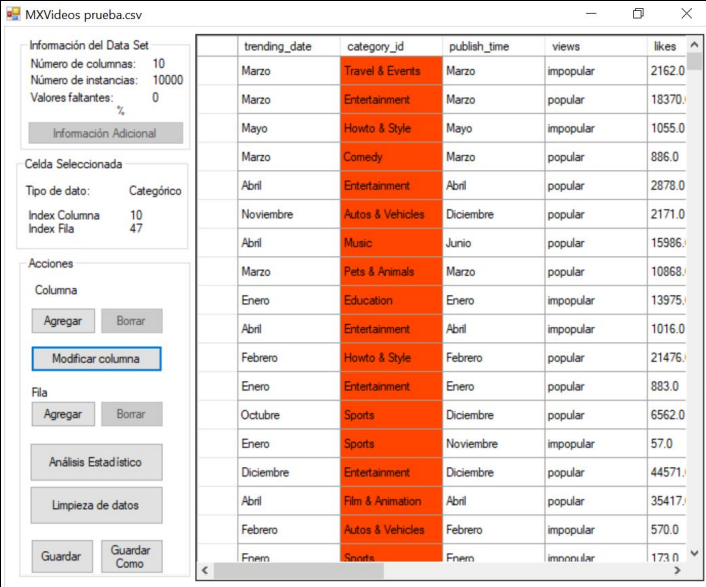 MXVideos prueba.csv
Información del Data Set
Número de columnas: 10
Número de instancias: 10000
Valores faltantes: 0
%
Información Adicional
Celda Seleccionada
Tipo de dato: Categórico
Index Columna 10
Index Fila 47
Acciones
Columna
Agregar Borrar
Modificar columna
Fila
Agregar Borrar
Análisis Estadístico
Limpieza de datos
Guardar Guardar Como
trending_date category_id publish_time views likes
Marzo Travel & Events Marzo impopular 2162.0
Marzo Entertainment Marzo popular 18370.
Mayo Howto & Style Mayo impopular 1055.0
Marzo Comedy Marzo popular 886.0
Abril Entertainment Abril popular 2878.0
Noviembre Autos & Vehicles Diciembre popular 2171.0
Abril Music Junio popular 15986.
Marzo Pets & Animals Marzo popular 10868.
Enero Education Enero impopular 13975.
Abril Entertainment Abril impopular 1016.0
Febrero Howto & Style Febrero popular 21476.
Enero Entertainment Enero popular 883.0
Octubre Sports Diciembre popular 6562.0
Enero Sports Noviembre impopular 57.0
Diciembre Entertainment Diciembre popular 44571.
Abril Film & Animation Abril popular 35417.
Febrero Autos & Vehicles Febrero impopular 570.0
Enero Sports Enero impopular 173.0